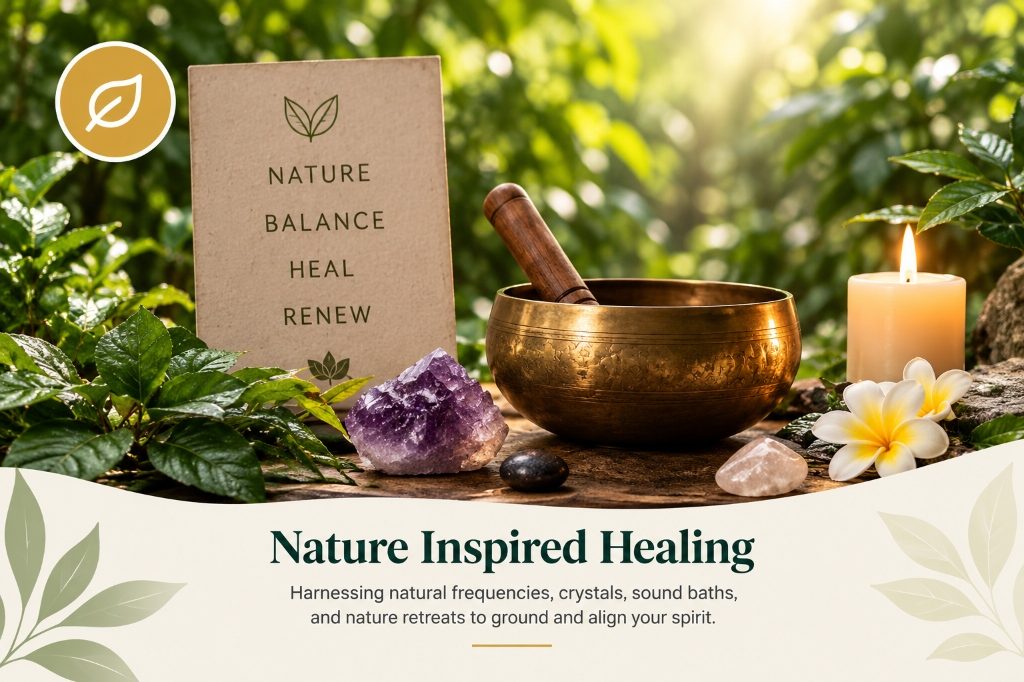 NATURE
BALANCE
HEAL
RENEW
Nature Inspired Healing
Harnessing natural frequencies, crystals, sound baths,
and nature retreats to ground and align your spirit.